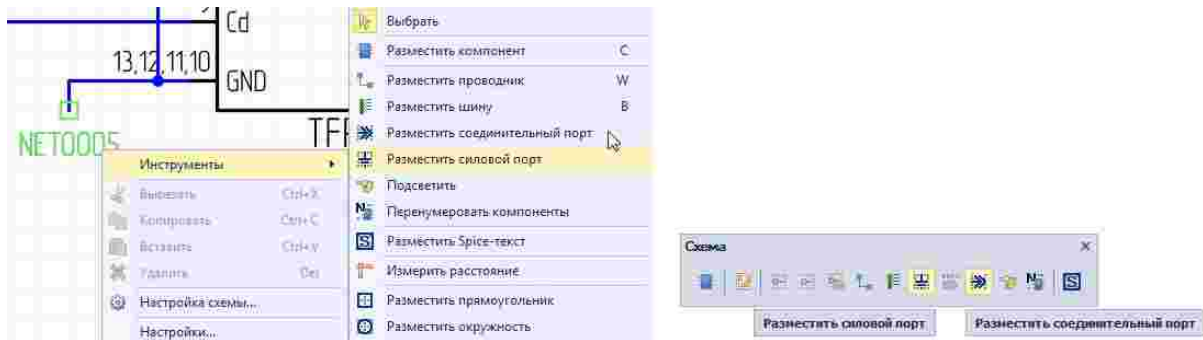 Cd
13,12,11,10
GND
NET0005
Инструменты
Вырезать Ctrl+X
Копировать Ctrl+C
Вставить Ctrl+V
Удалить Del
Настройка схемы...
Настройки...
Выбрать
Разместить компонент C
Разместить проводник W
Разместить шину B
Разместить соединительный порт
Разместить силовой порт
Подсветить
Перенумеровать компоненты
Разместить Spice-текст
Измерить расстояние
Разместить прямоугольник
Разместить окружность
Схема
Разместить силовой порт
Разместить соединительный порт